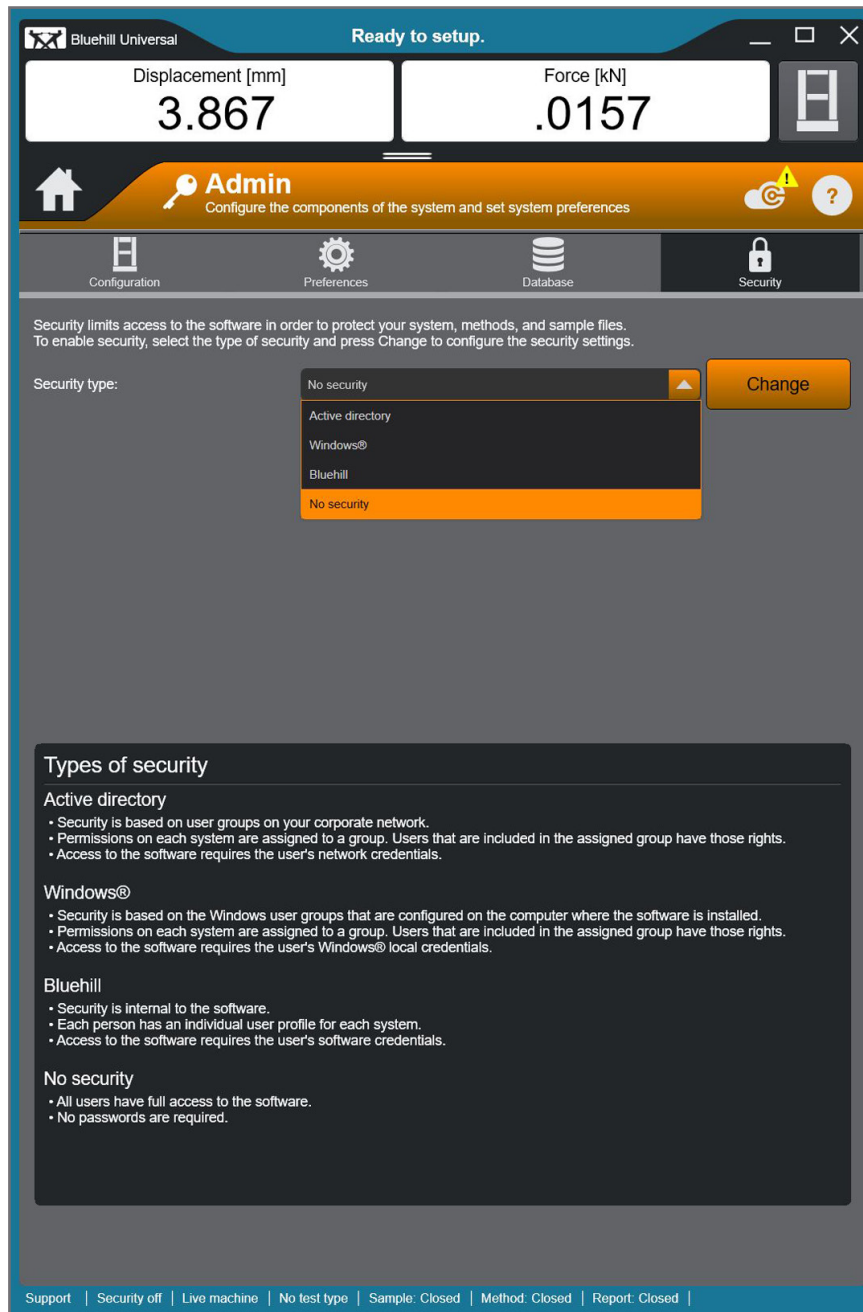 Bluehill Universal
Ready to setup.
Displacement [mm]
3.867
Force [kN]
.0157
Admin
Configure the components of the system and set system preferences
!
?
Configuration
Preferences
Database
Security
Security limits access to the software in order to protect your system, methods, and sample files.
To enable security, select the type of security and press Change to configure the security settings.
Security type:
No security
Change
Active directory
Windows®
Bluehill
No security
Types of security
Active directory
• Security is based on user groups on your corporate network.
• Permissions on each system are assigned to a group. Users that are included in the assigned group have those rights.
• Access to the software requires the user's network credentials.
Windows®
• Security is based on the Windows user groups that are configured on the computer where the software is installed.
• Permissions on each system are assigned to a group. Users that are included in the assigned group have those rights.
• Access to the software requires the user's Windows® local credentials.
Bluehill
• Security is internal to the software.
• Each person has an individual user profile for each system.
• Access to the software requires the user's software credentials.
No security
• All users have full access to the software.
• No passwords are required.
Support | Security off | Live machine | No test type | Sample: Closed | Method: Closed | Report: Closed |